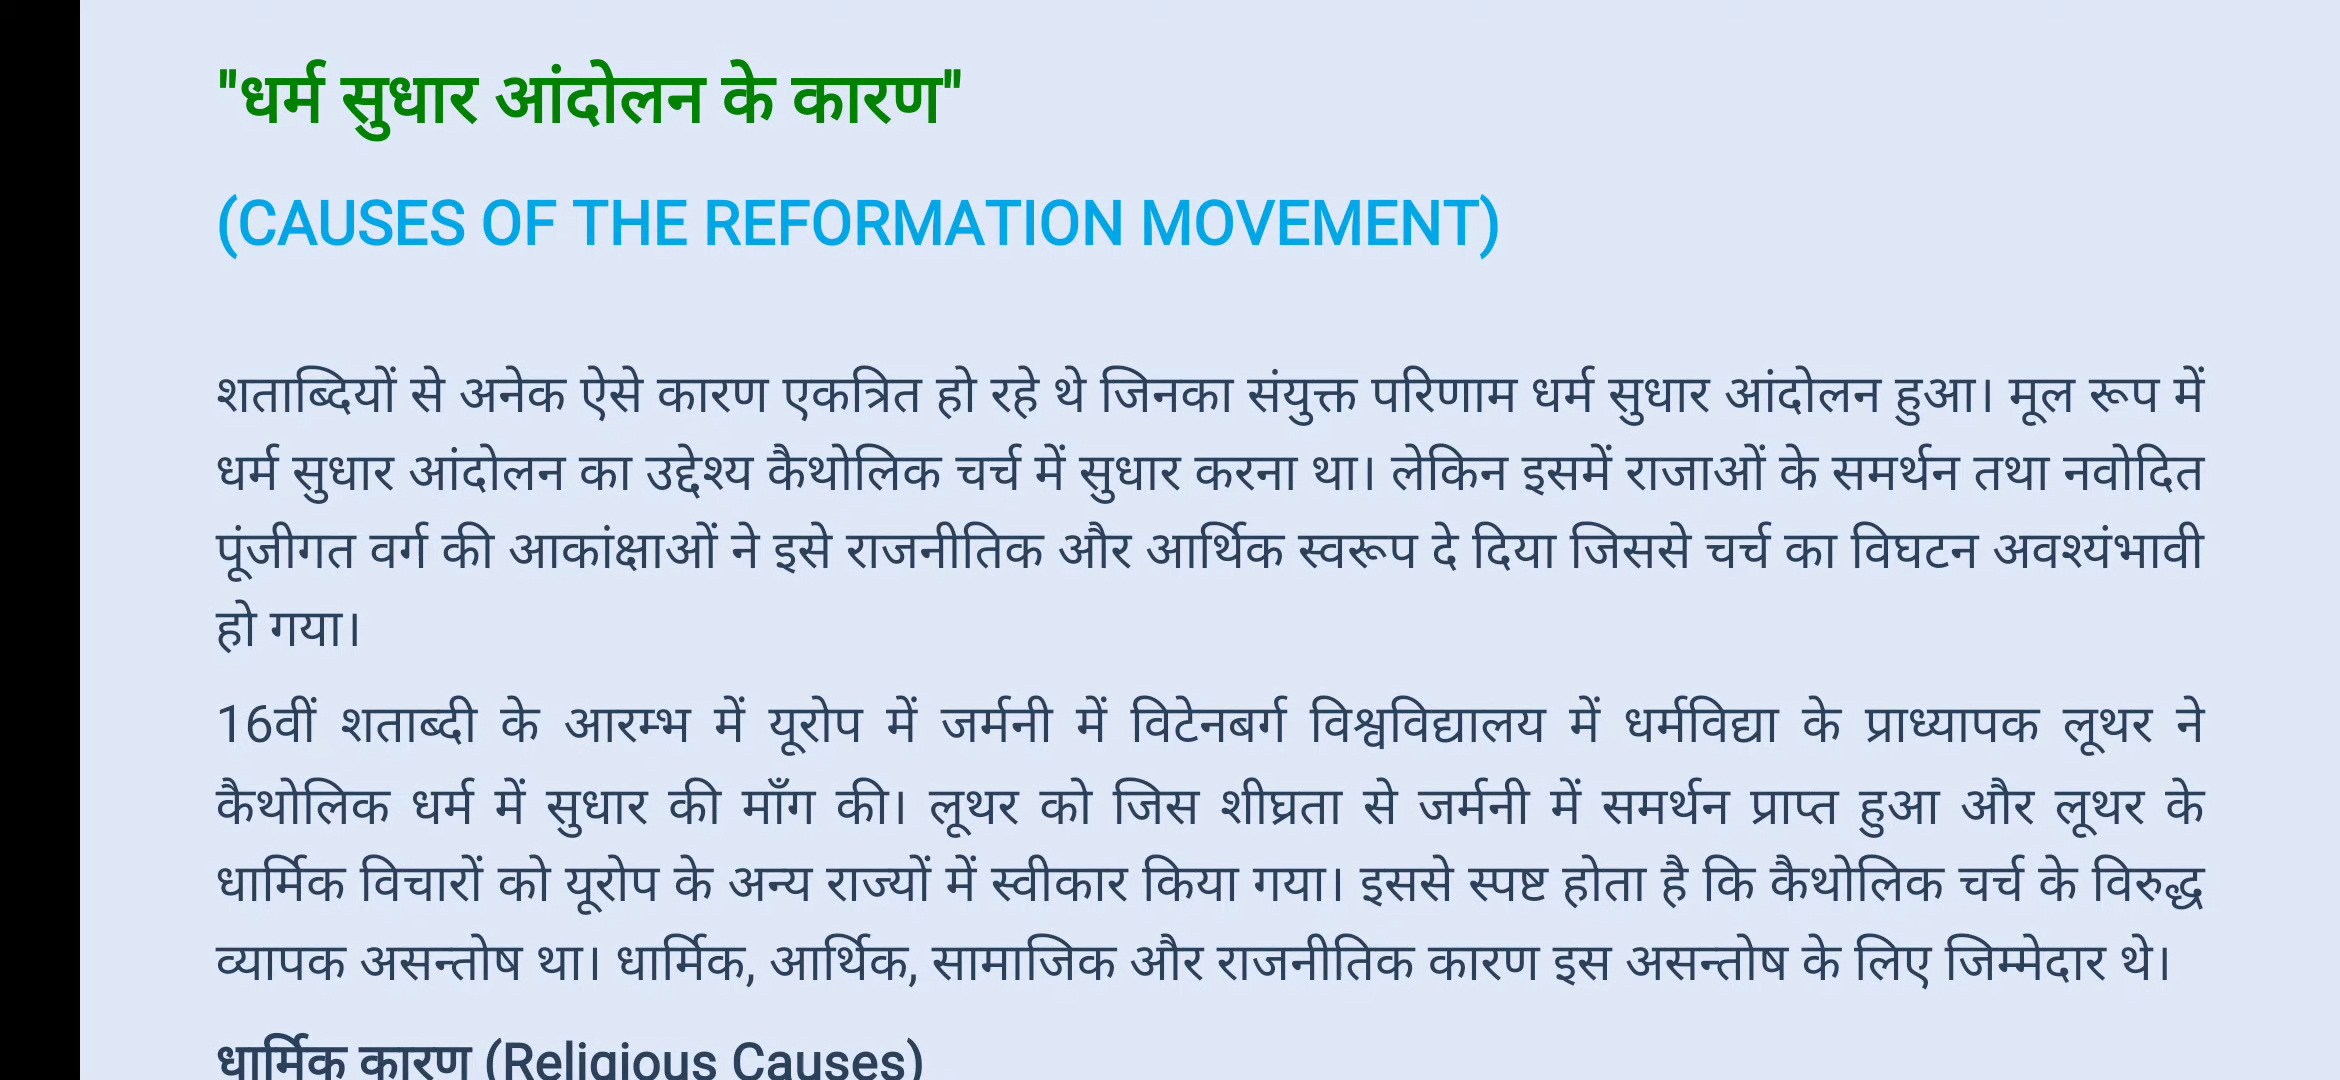 "धर्म सुधार आंदोलन के कारण"
(CAUSES OF THE REFORMATION MOVEMENT)
शताब्दियों से अनेक ऐसे कारण एकत्रित हो रहे थे जिनका संयुक्त परिणाम धर्म सुधार आंदोलन हुआ। मूल रूप में
धर्म सुधार आंदोलन का उद्देश्य कैथोलिक चर्च में सुधार करना था। लेकिन इसमें राजाओं के समर्थन तथा नवोदित
पूंजीगत वर्ग की आकांक्षाओं ने इसे राजनीतिक और आर्थिक स्वरूप दे दिया जिससे चर्च का विघटन अवश्यंभावी
हो गया।
16वीं शताब्दी के आरम्भ में यूरोप में जर्मनी में विटेनबर्ग विश्वविद्यालय में धर्मविद्या के प्राध्यापक लूथर ने
कैथोलिक धर्म में सुधार की माँग की। लूथर को जिस शीघ्रता से जर्मनी में समर्थन प्राप्त हुआ और लूथर के
धार्मिक विचारों को यूरोप के अन्य राज्यों में स्वीकार किया गया। इससे स्पष्ट होता है कि कैथोलिक चर्च के विरुद्ध
व्यापक असन्तोष था। धार्मिक, आर्थिक, सामाजिक और राजनीतिक कारण इस असन्तोष के लिए जिम्मेदार थे।
धार्मिक कारण (Religious Causes)